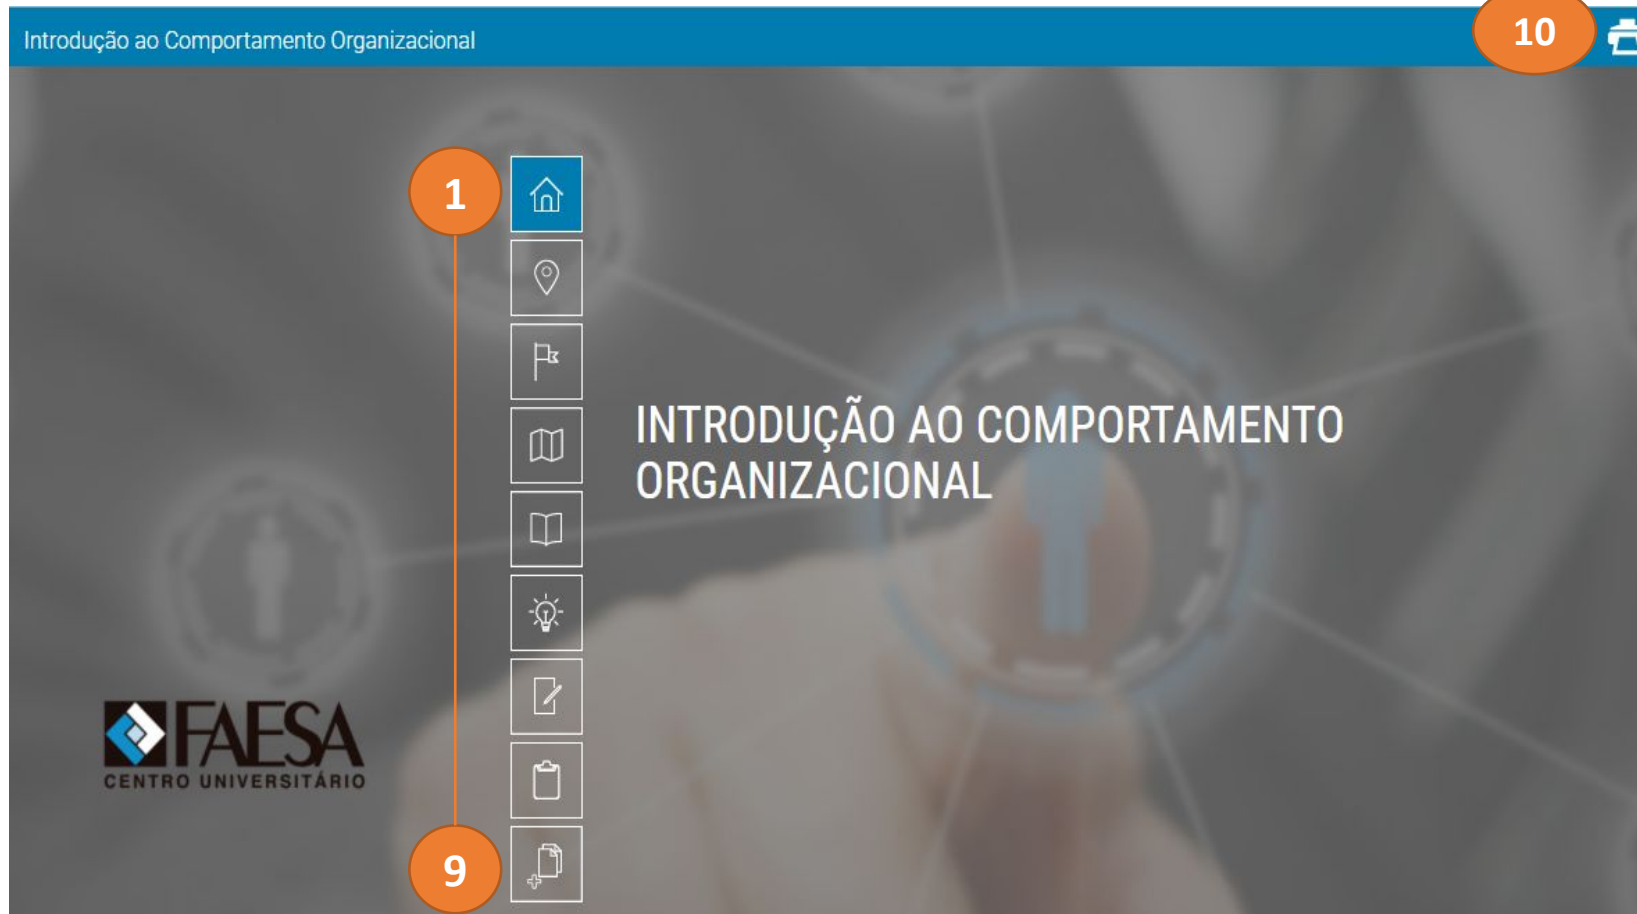 Introdução ao Comportamento Organizacional
10
1
INTRODUÇÃO AO COMPORTAMENTO
ORGANIZACIONAL
FAESA
CENTRO UNIVERSITÁRIO
9